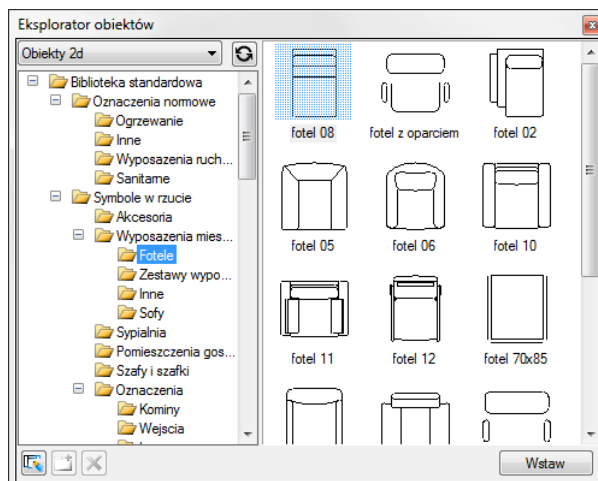 Eksplorator obiektów
Obiekty 2d
Biblioteka standardowa
Oznaczenia normowe
Ogrzewanie
Inne
Wyposazenia ruch...
Sanitarne
Symbole w rzucie
Akcesoria
Wyposazenia mies...
Fotele
Zestawy wypo...
Inne
Sofy
Sypialnia
Pomieszczenia gos...
Szafy i szafki
Oznaczenia
Kominy
Wejscia
fotel 08
fotel z oparciem
fotel 02
fotel 05
fotel 06
fotel 10
fotel 11
fotel 12
fotel 70x85
Wstaw